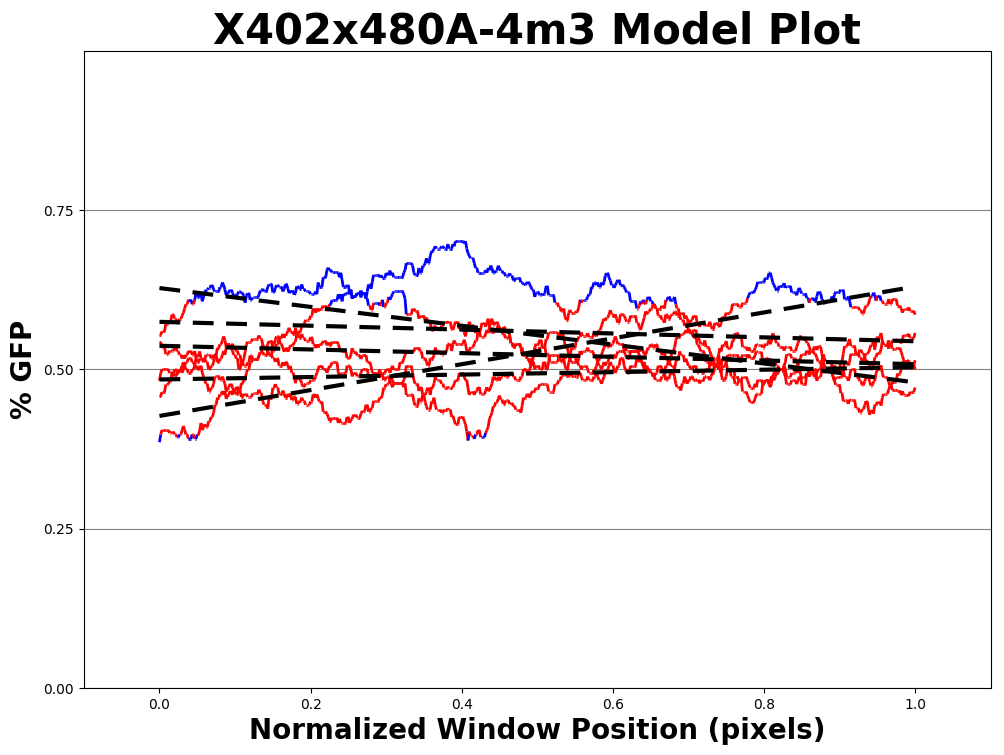 X402x480A-4m3 Model Plot
% GFP
0.75
0.50
0.25
0.00
0.0 0.2 0.4 0.6 0.8 1.0
Normalized Window Position (pixels)